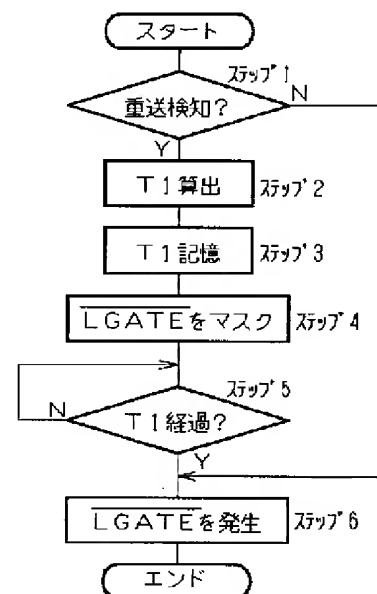 スタート
ステップ1
重送検知?
N
Y
T1算出
ステップ2
T1記憶
ステップ3
LGATEをマスク
ステップ4
ステップ5
N
T1経過?
Y
LGATEを発生
ステップ6
エンド